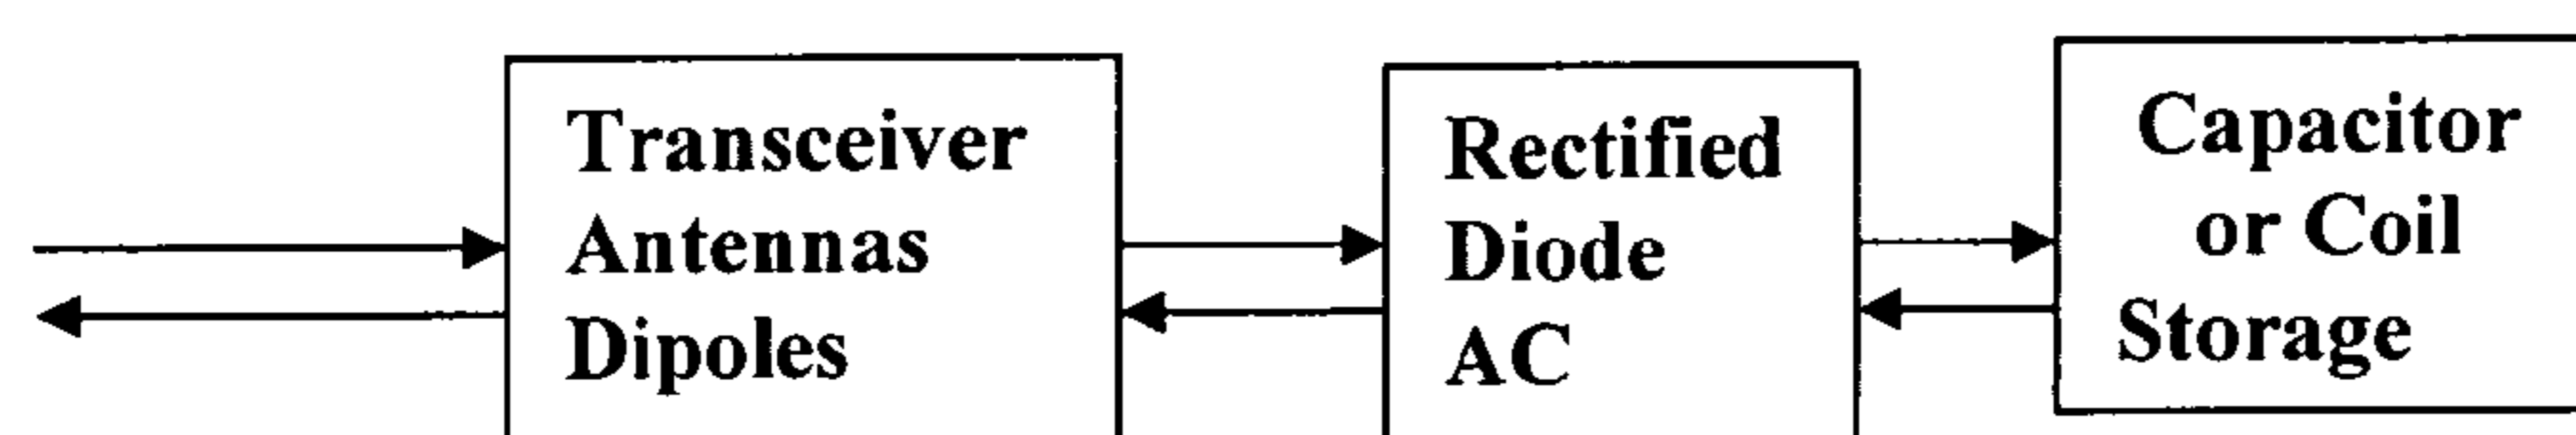 Transceiver
Antennas
Dipoles
Rectified
Diode
AC
Capacitor
or Coil
Storage